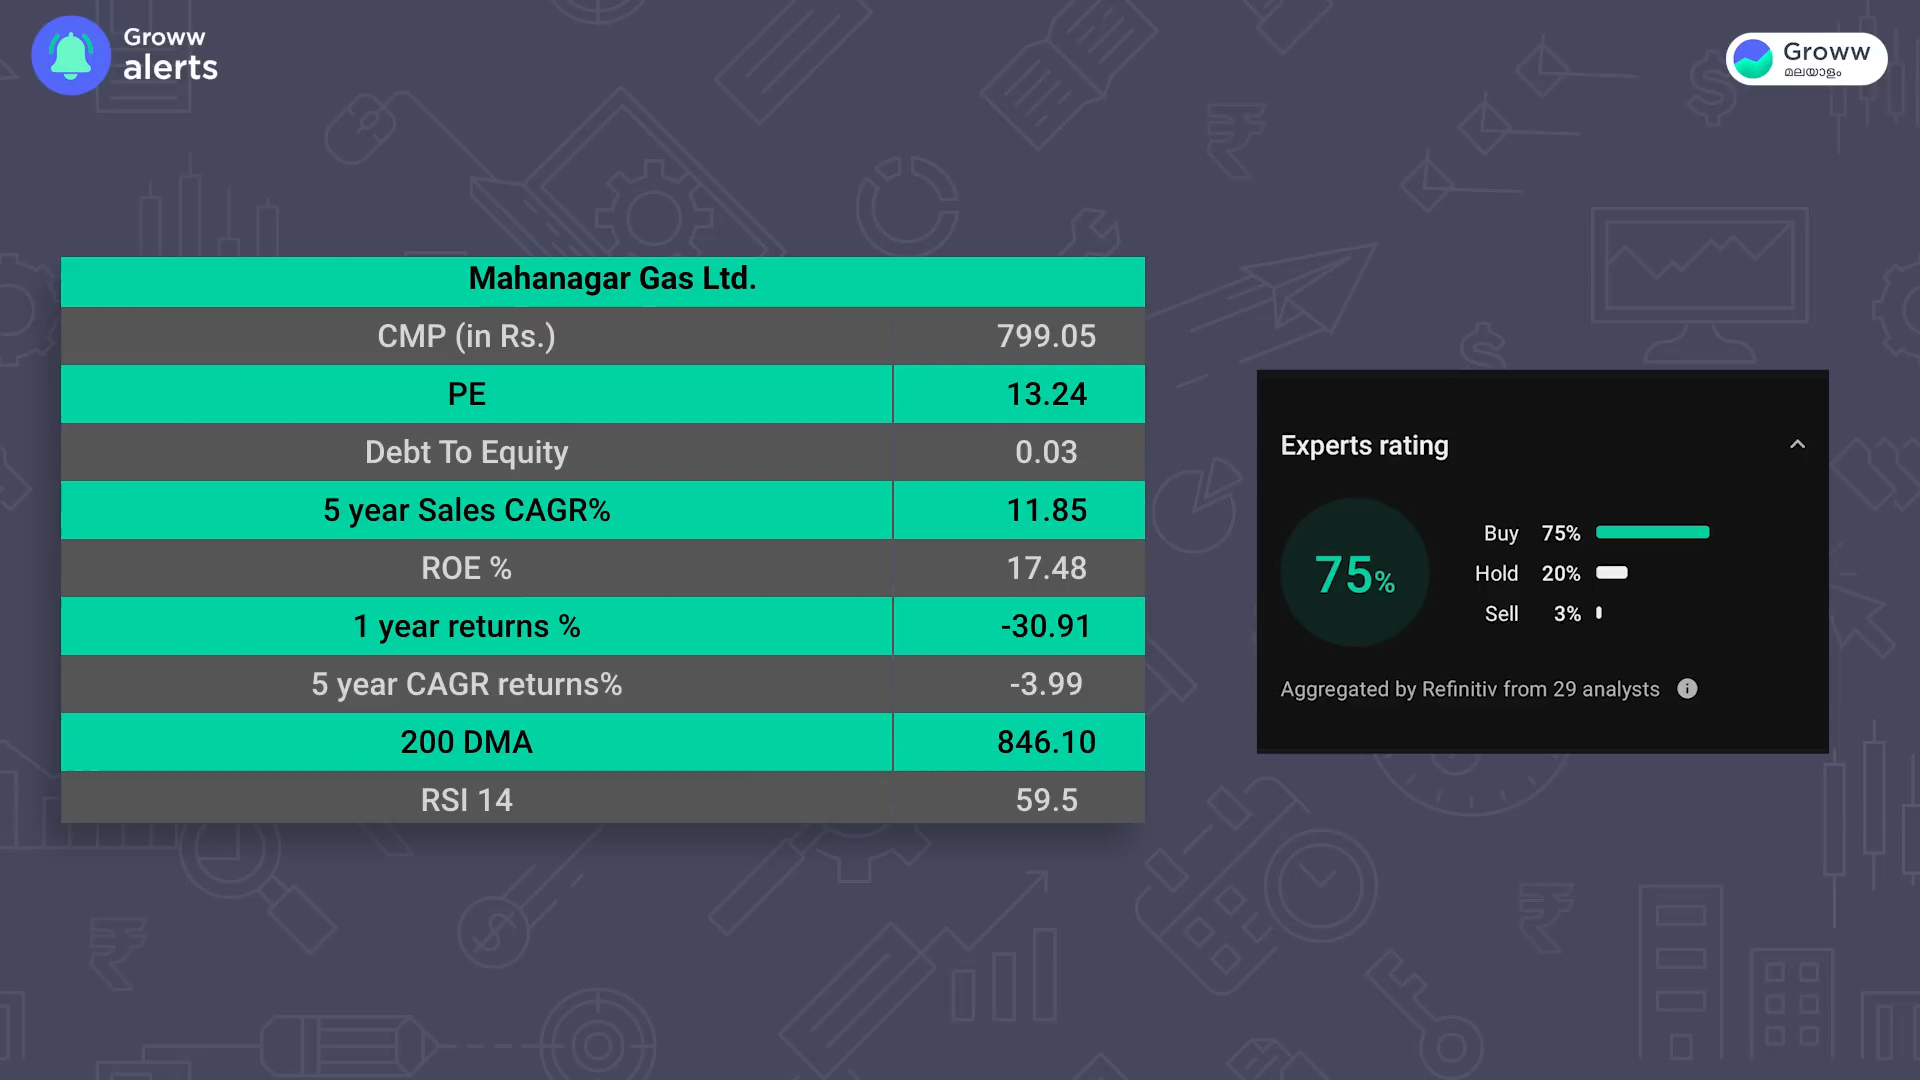 Groww
alerts
Groww
മലയാളം
Mahanagar Gas Ltd.
CMP (in Rs.) 799.05
PE 13.24
Debt To Equity 0.03
5 year Sales CAGR% 11.85
ROE % 17.48
1 year returns % -30.91
5 year CAGR returns% -3.99
200 DMA 846.10
RSI 14 59.5
Experts rating
75%
Buy 75%
Hold 20%
Sell 3%
Aggregated by Refinitiv from 29 analysts